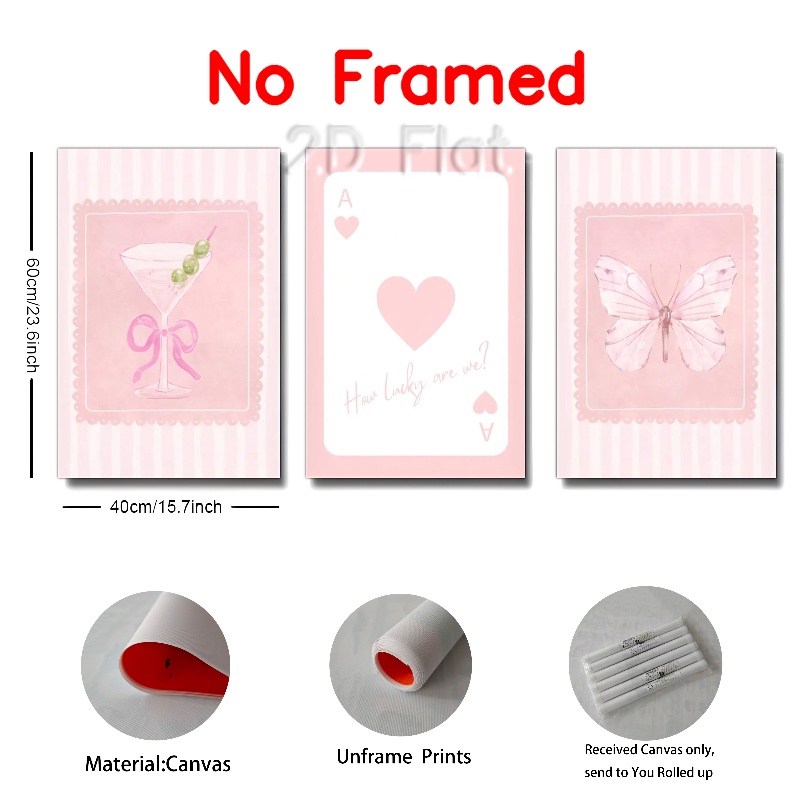 No Framed
2D Flat
A
How lucky are we?
A
60cm/23.6inch
40cm/15.7inch
Material:Canvas
Unframe Prints
Received Canvas only,
send to You Rolled up